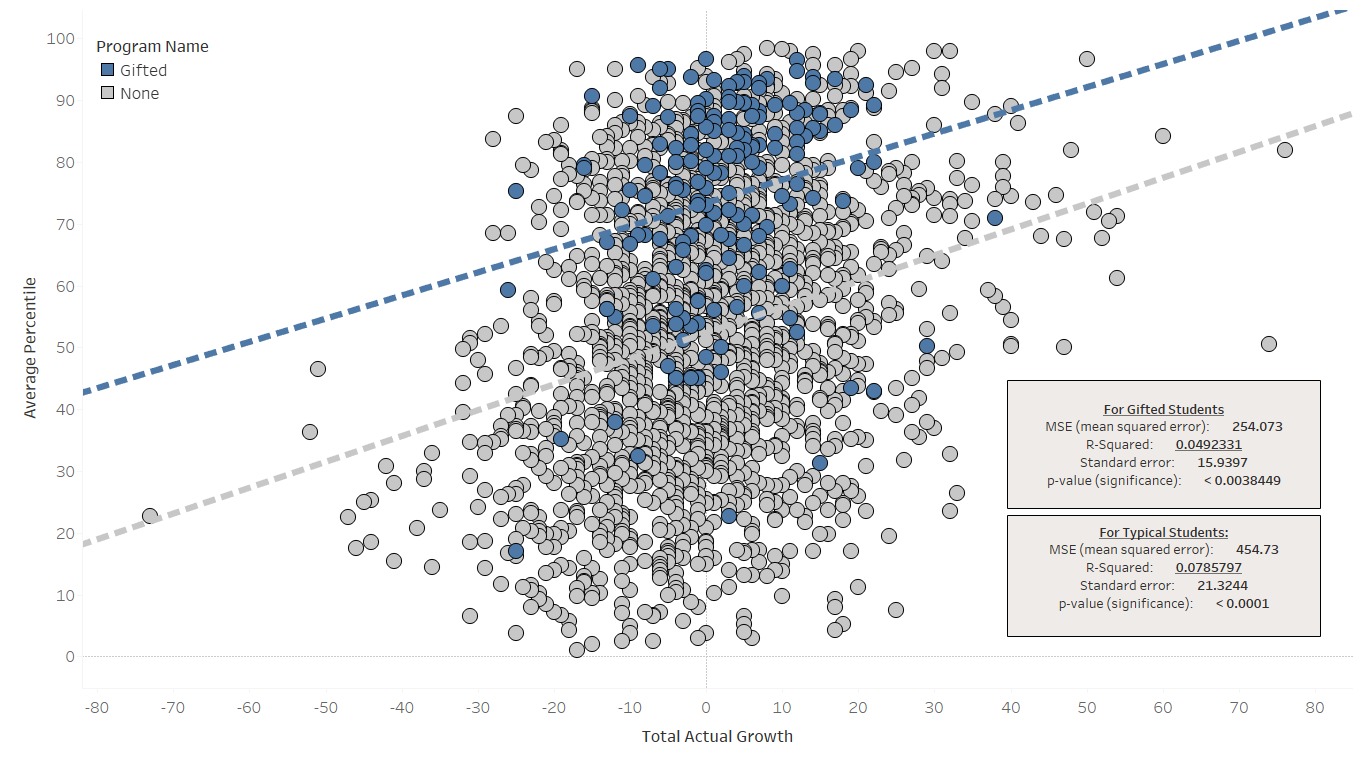 Program Name
Gifted
None
100
90
80
70
60
50
40
30
20
10
0
Average Percentile
-80 -70 -60 -50 -40 -30 -20 -10 0 10 20 30 40 50 60 70 80
Total Actual Growth
For Gifted Students
MSE (mean squared error): 254.073
R-Squared: 0.0492331
Standard error: 15.9397
p-value (significance): < 0.0038449
For Typical Students:
MSE (mean squared error): 454.73
R-Squared: 0.0785797
Standard error: 21.3244
p-value (significance): < 0.0001